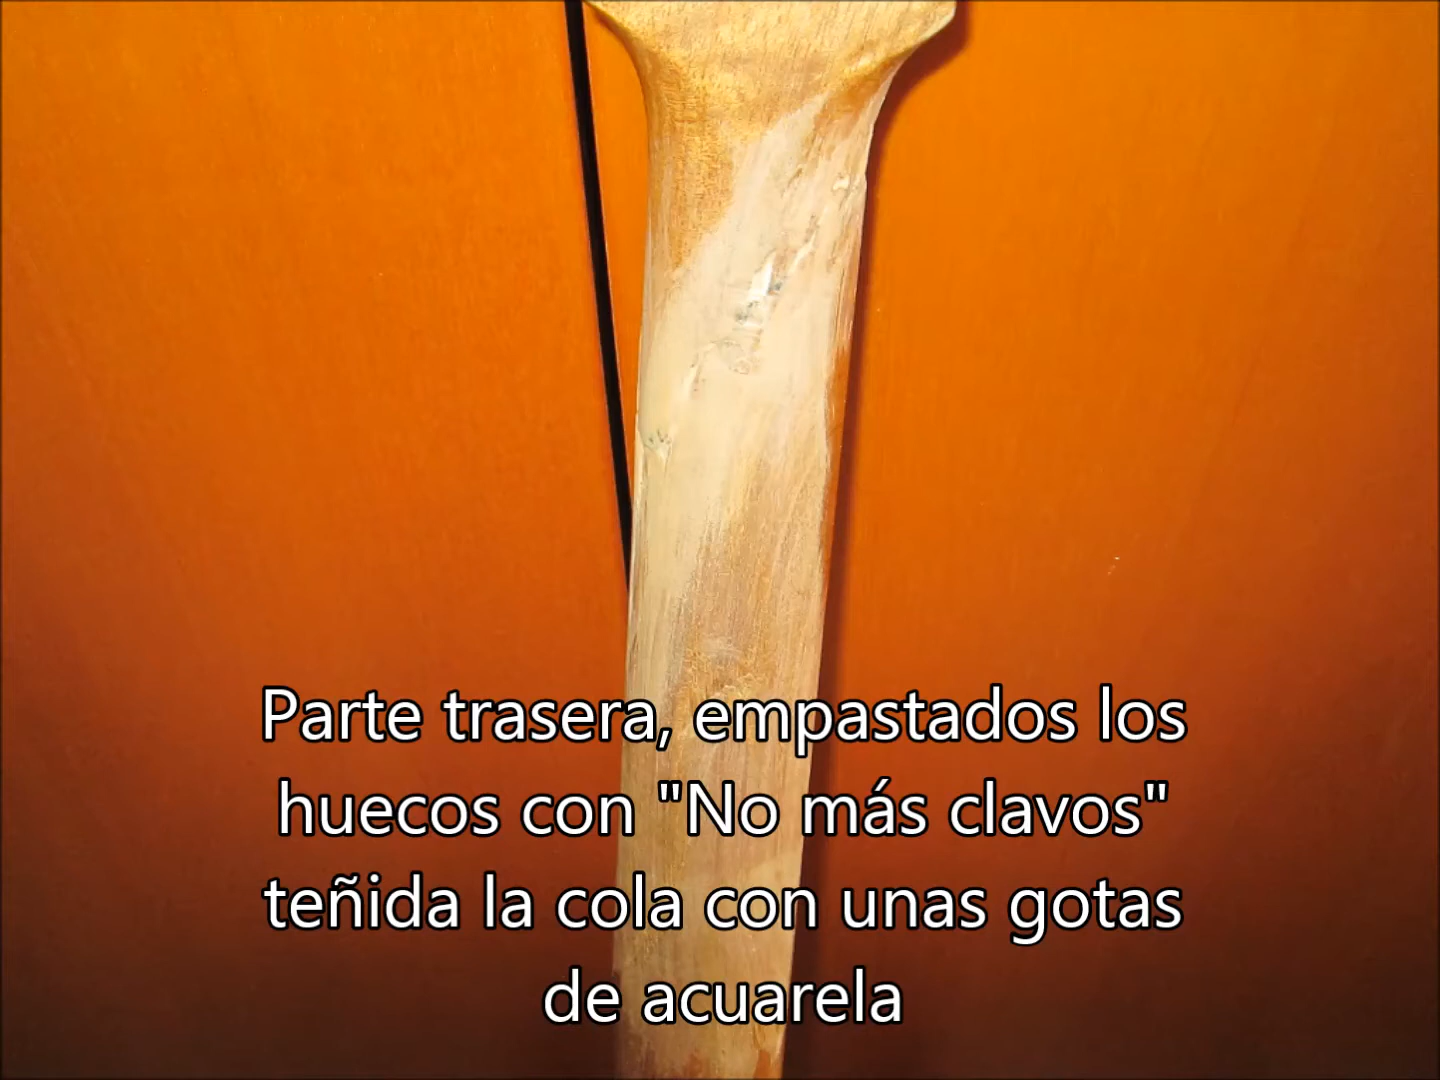 Parte trasera, empastados los
huecos con "No más clavos"
teñida la cola con unas gotas
de acuarela